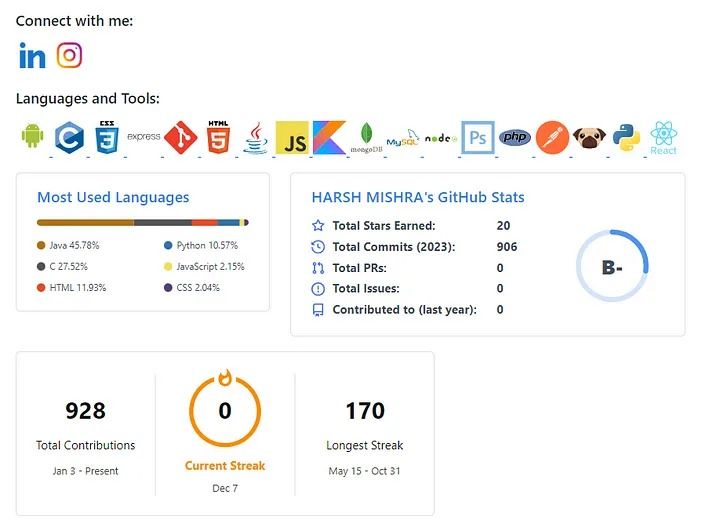 Connect with me:
in
Languages and Tools:
C CSS 3 express HTML 5 Java JS mongoDB MySQL node Ps php React
Most Used Languages
Java 45.78% Python 10.57%
C 27.52% JavaScript 2.15%
HTML 11.93% CSS 2.04%
HARSH MISHRA's GitHub Stats
Total Stars Earned: 20
Total Commits (2023): 906
Total PRs: 0
Total Issues: 0
Contributed to (last year): 0
B-
928 0 170
Total Contributions Current Streak Longest Streak
Jan 3 - Present Dec 7 May 15 - Oct 31